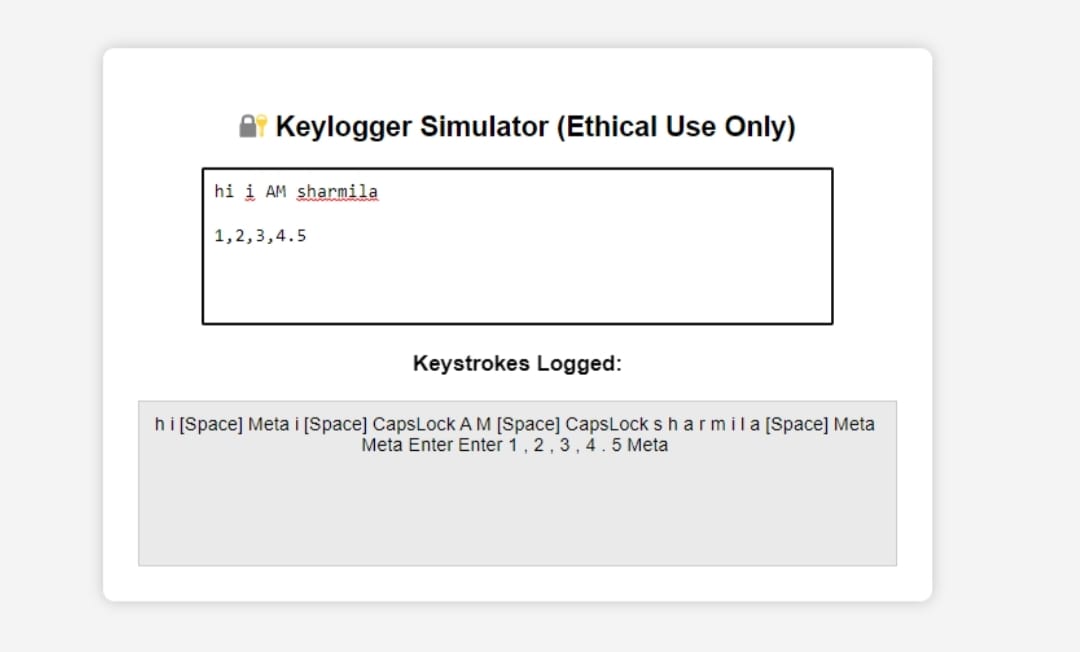 🔐 Keylogger Simulator (Ethical Use Only)
hi i AM sharmila
1,2,3,4.5
Keystrokes Logged:
h i [Space] Meta i [Space] CapsLock A M [Space] CapsLock s h a r m i l a [Space] Meta
Meta Enter Enter 1 , 2 , 3 , 4 . 5 Meta